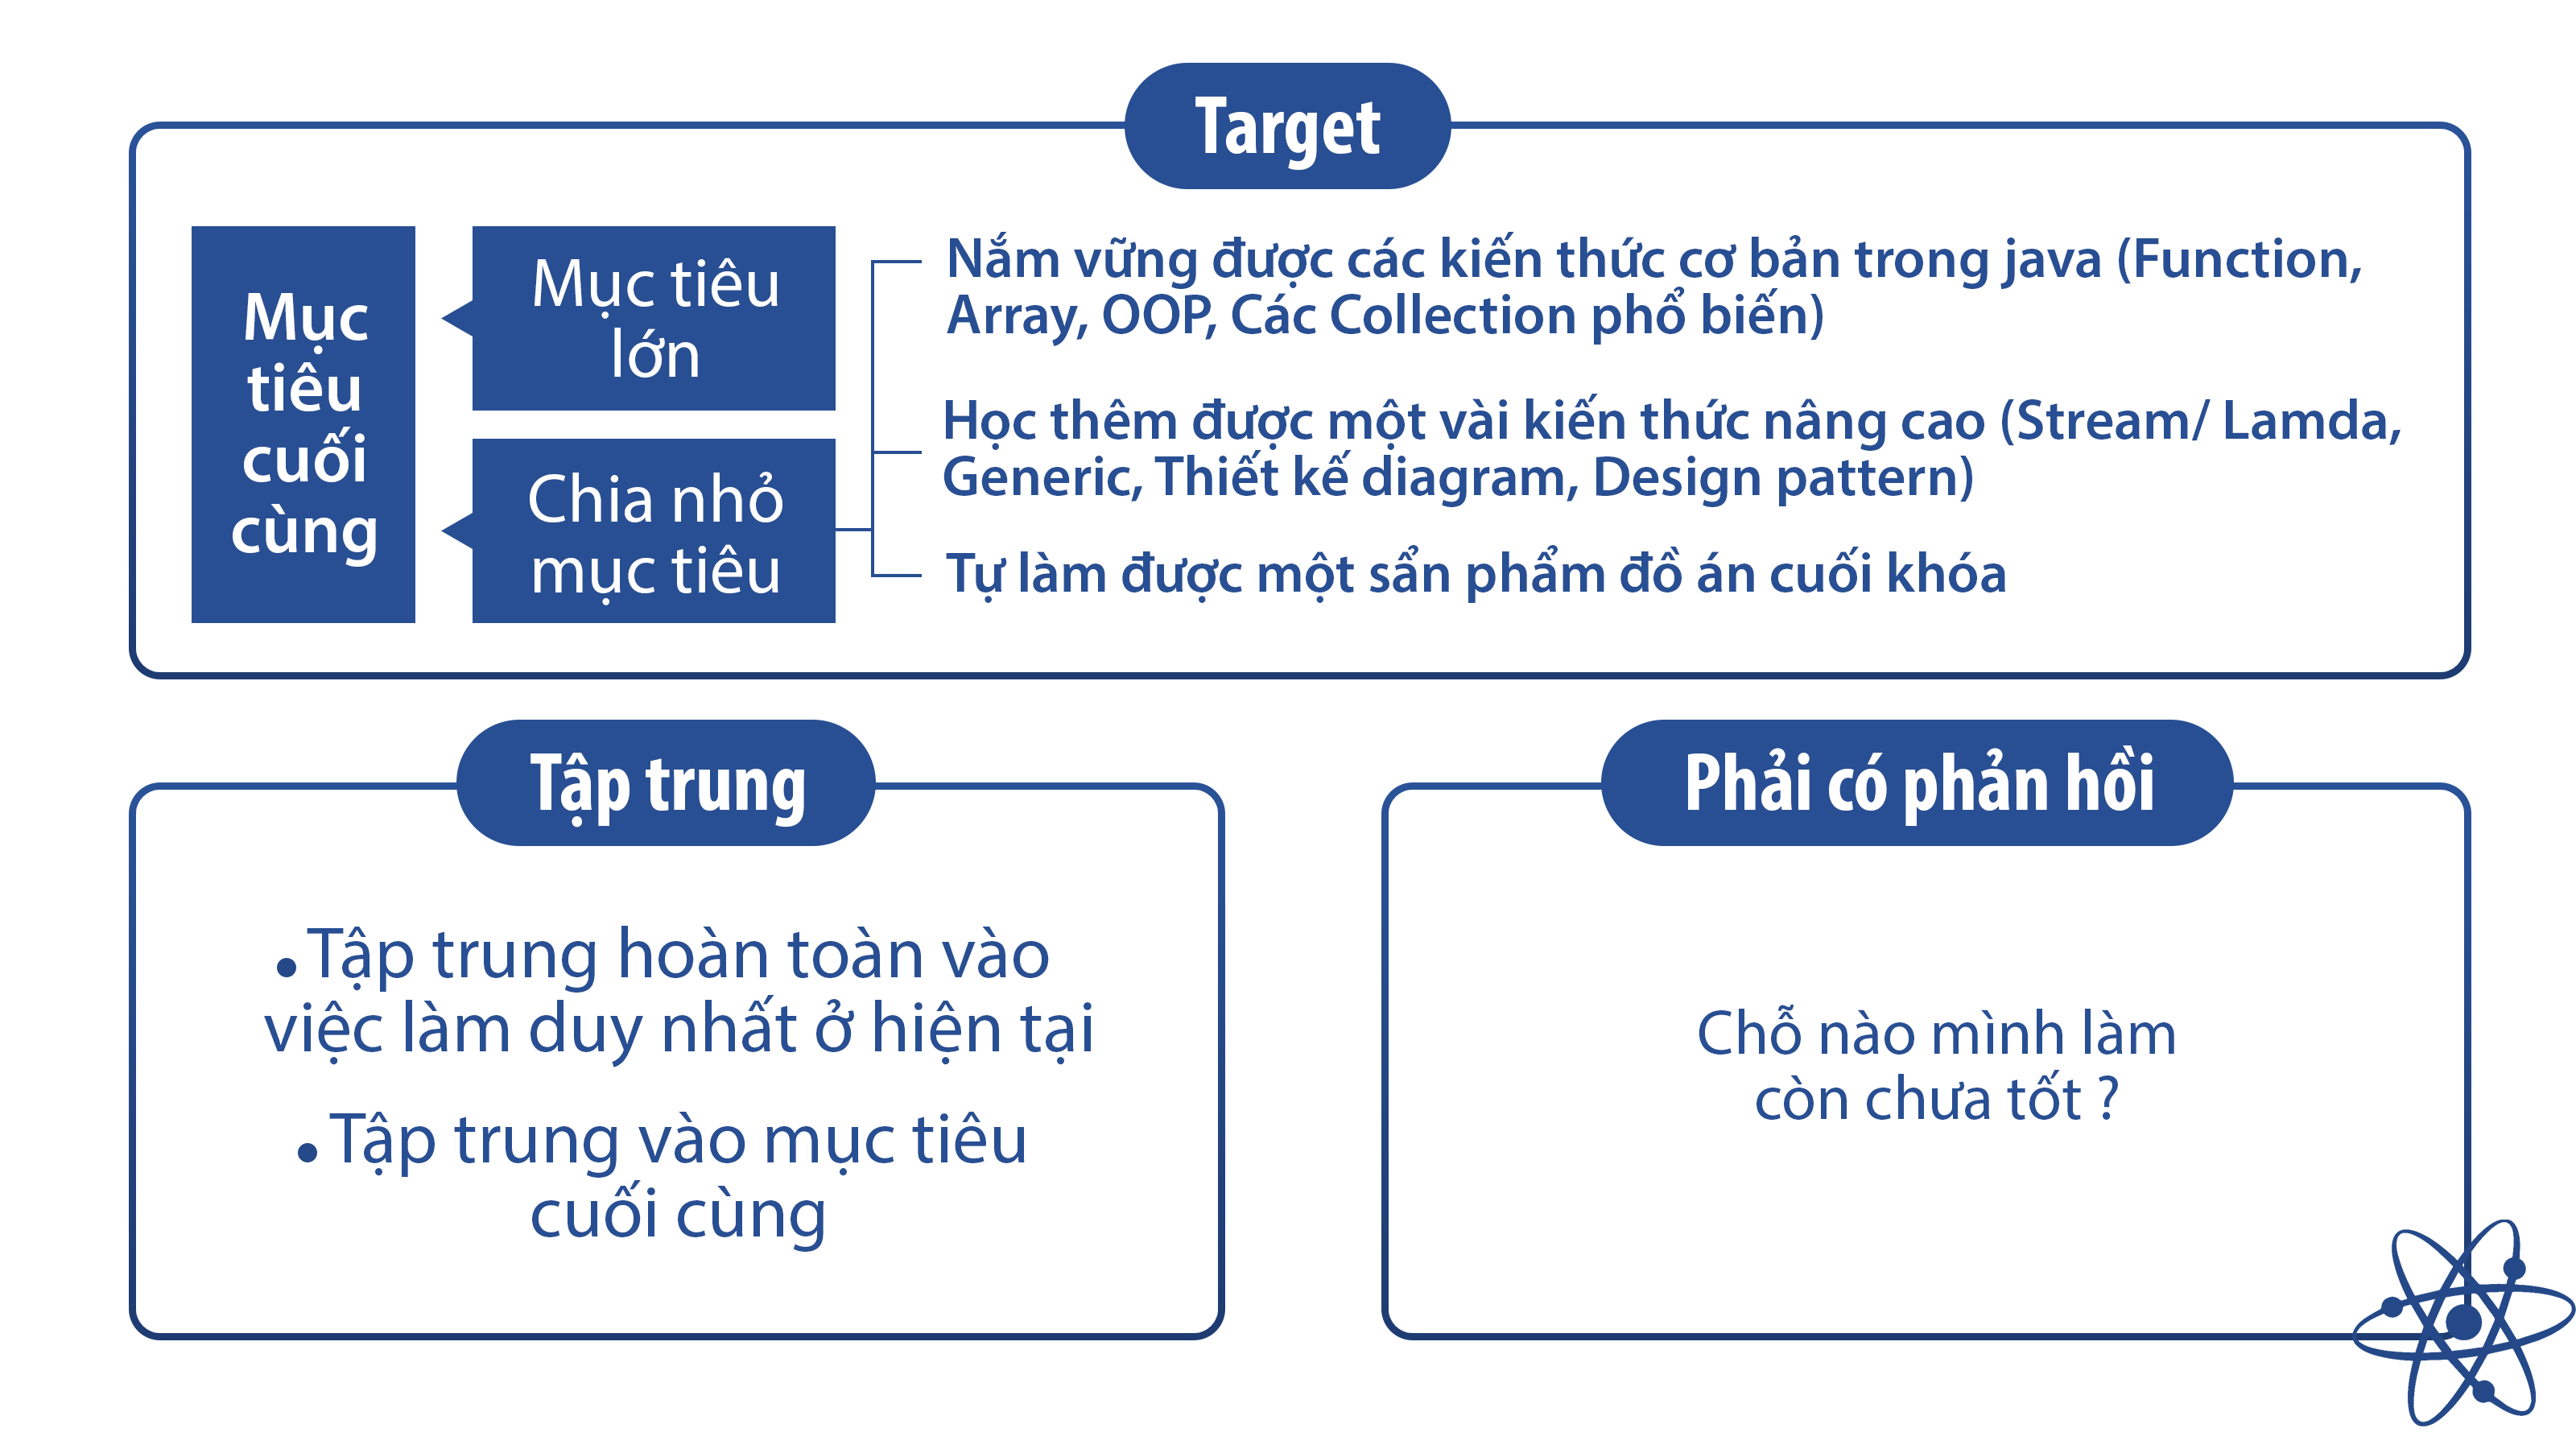 Target
Mục
tiêu
cuối
cùng
Mục tiêu
lớn
Chia nhỏ
mục tiêu
Nắm vững được các kiến thức cơ bản trong java (Function,
Array, OOP, Các Collection phổ biến)
Học thêm được một vài kiến thức nâng cao (Stream/ Lamda,
Generic, Thiết kế diagram, Design pattern)
Tự làm được một sẩn phẩm đồ án cuối khóa
Tập trung
• Tập trung hoàn toàn vào
việc làm duy nhất ở hiện tại
• Tập trung vào mục tiêu
cuối cùng
Phải có phản hồi
Chỗ nào mình làm
còn chưa tốt ?